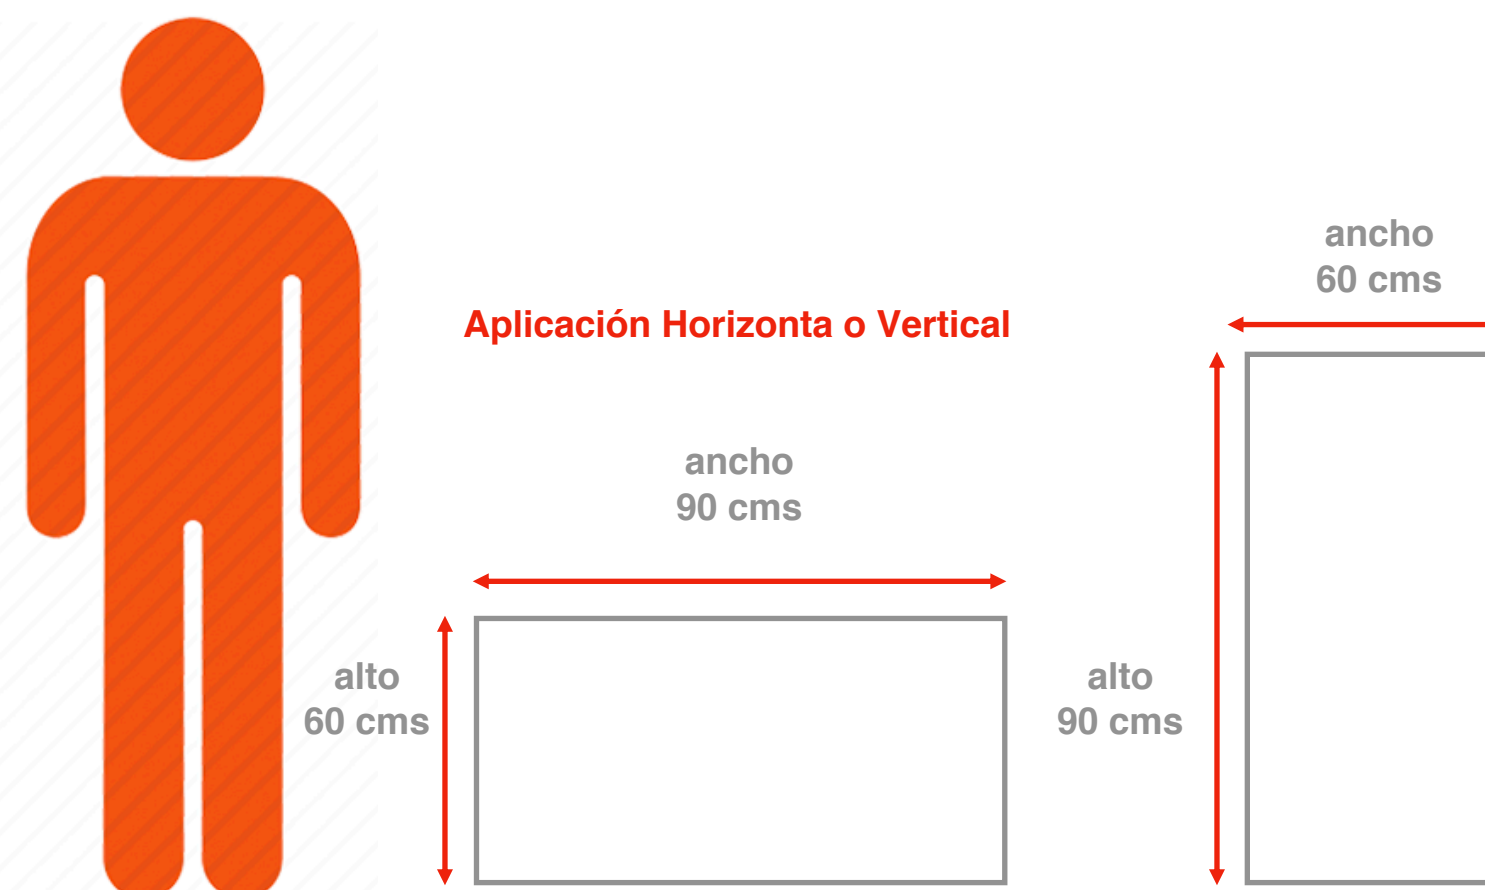 Aplicación Horizonta o Vertical
ancho
90 cms
alto
60 cms
ancho
60 cms
alto
90 cms